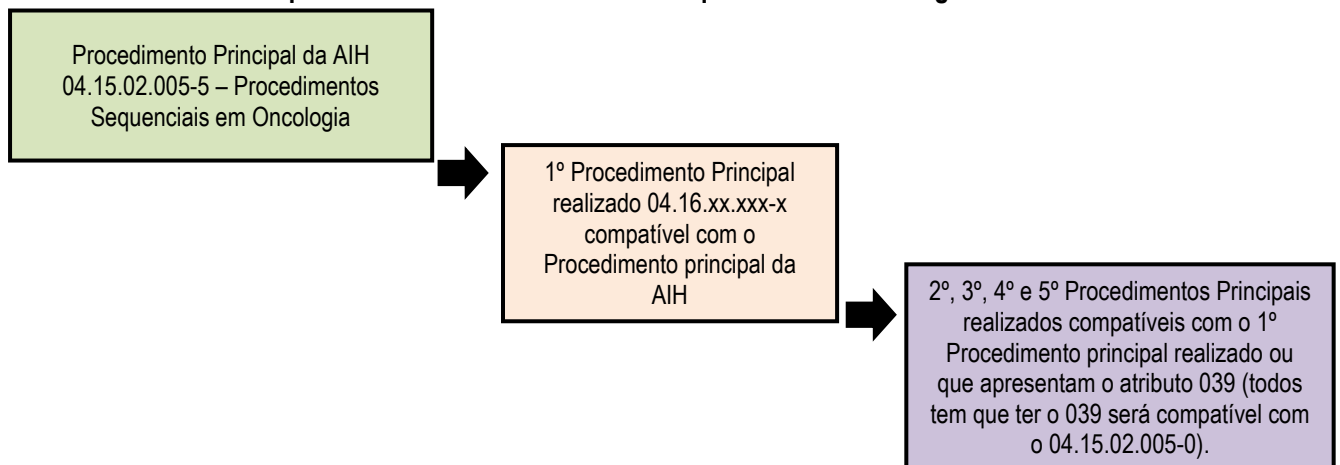 Procedimento Principal da AIH
04.15.02.005-5 – Procedimentos
Sequenciais em Oncologia
1º Procedimento Principal
realizado 04.16.xx.xxx-x
compatível com o
Procedimento principal da
AIH
2º, 3º, 4º e 5º Procedimentos Principais
realizados compatíveis com o 1º
Procedimento principal realizado ou
que apresentam o atributo 039 (todos
tem que ter o 039 será compatível com
o 04.15.02.005-0).